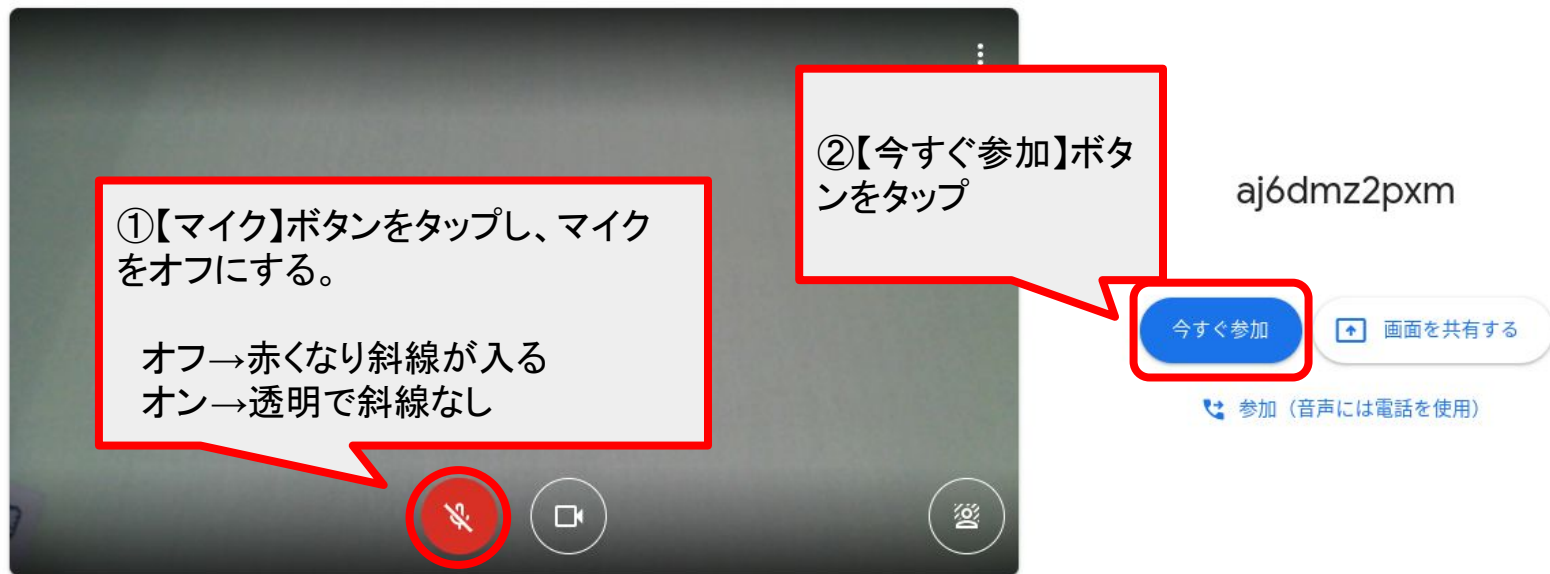 ①【マイク】ボタンをタップし、マイク
をオフにする。
オフ→赤くなり斜線が入る
オン→透明で斜線なし
②【今すぐ参加】ボタ
ンをタップ
aj6dmz2pxm
今すぐ参加
画面を共有する
参加（音声には電話を使用）